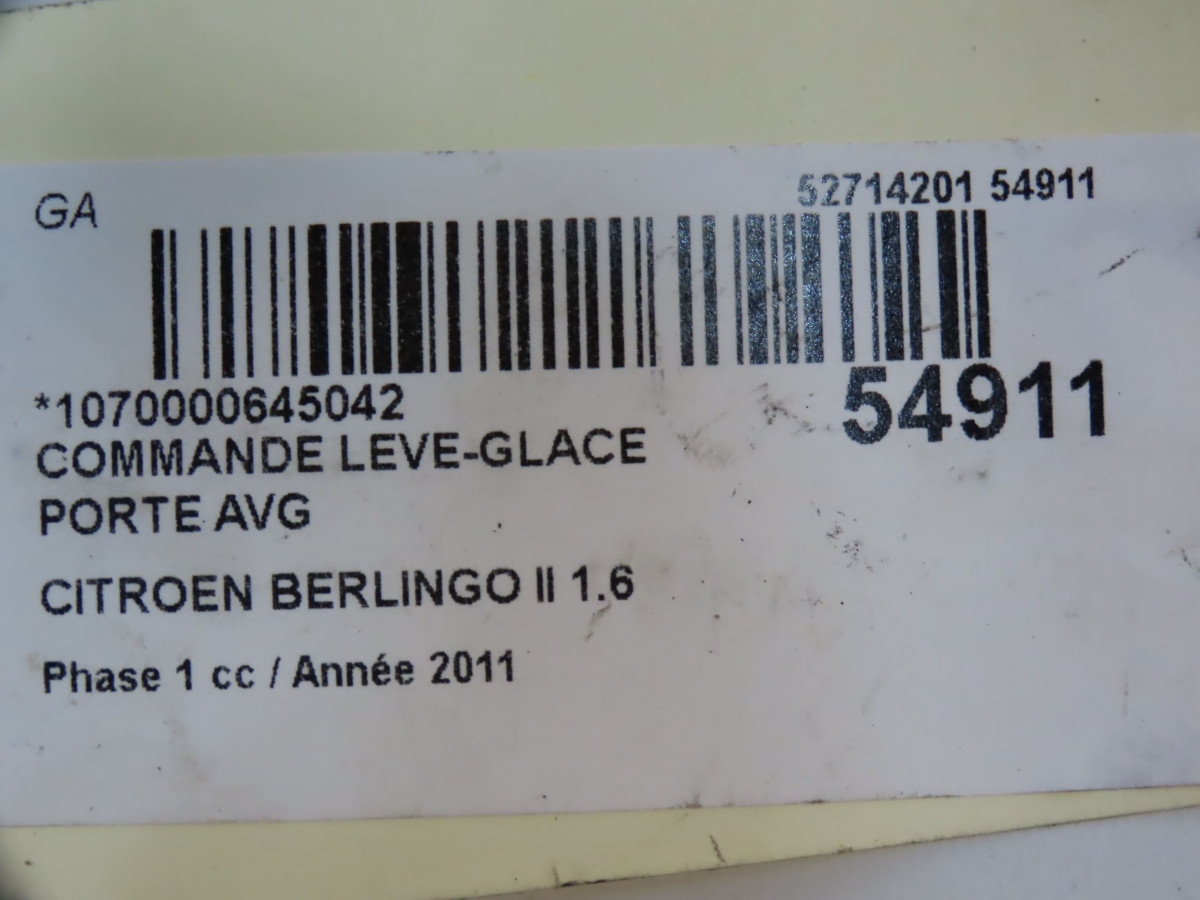 GA
52714201 54911
54911
*1070000645042
COMMANDE LEVE-GLACE
PORTE AVG
CITROEN BERLINGO II 1.6
Phase 1 cc / Année 2011